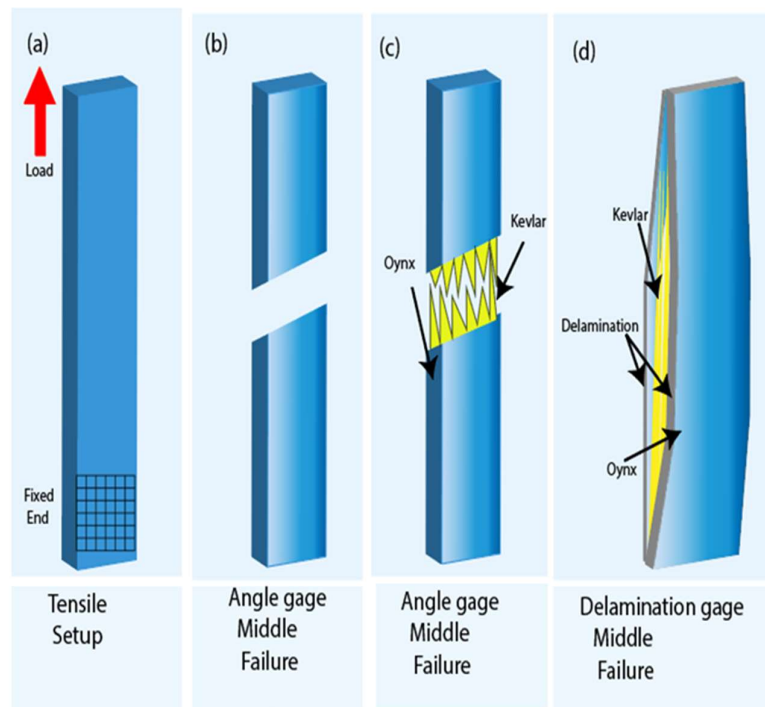 (a)
Load
Fixed
End
Tensile
Setup
(b)
Angle gage
Middle
Failure
(c)
Kevlar
Oynx
Angle gage
Middle
Failure
(d)
Kevlar
Delamination
Oynx
Delamination gage
Middle
Failure